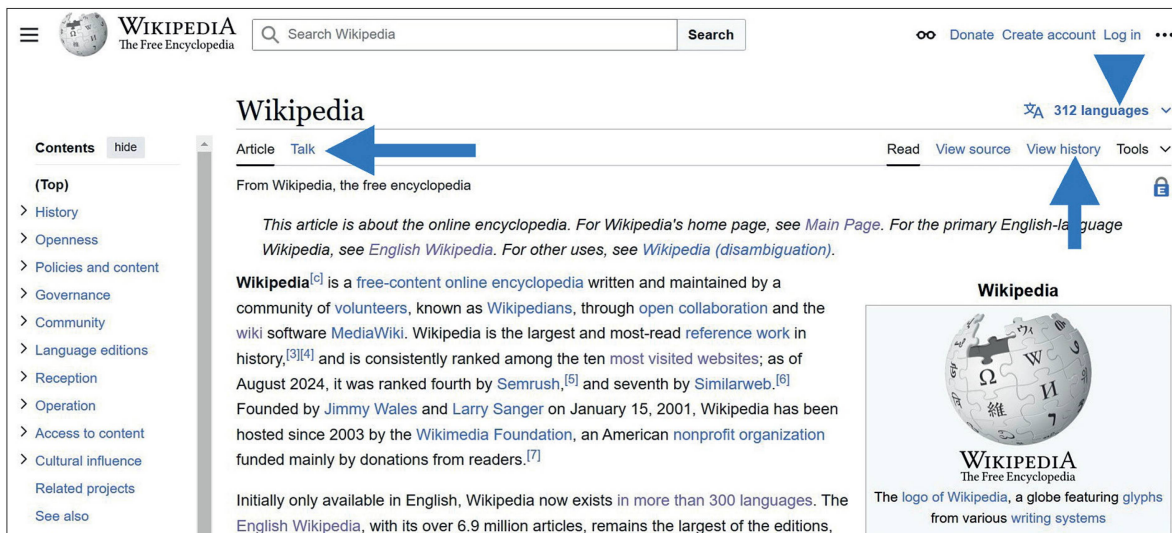 WIKIPEDIA
The Free Encyclopedia
Search Wikipedia
Search
Donate Create account Log in
Wikipedia
312 languages
Contents hide
Article Talk
Read View source View history Tools
(Top)
History
Openness
Policies and content
Governance
Community
Language editions
Reception
Operation
Access to content
Cultural influence
Related projects
See also
From Wikipedia, the free encyclopedia
E
This article is about the online encyclopedia. For Wikipedia's home page, see Main Page. For the primary English-language
Wikipedia, see English Wikipedia. For other uses, see Wikipedia (disambiguation).
Wikipedia[c] is a free-content online encyclopedia written and maintained by a
community of volunteers, known as Wikipedians, through open collaboration and the
wiki software MediaWiki. Wikipedia is the largest and most-read reference work in
history,[3][4] and is consistently ranked among the ten most visited websites; as of
August 2024, it was ranked fourth by Semrush,[5] and seventh by Similarweb.[6]
Founded by Jimmy Wales and Larry Sanger on January 15, 2001, Wikipedia has been
hosted since 2003 by the Wikimedia Foundation, an American nonprofit organization
funded mainly by donations from readers.[7]
Initially only available in English, Wikipedia now exists in more than 300 languages. The
English Wikipedia, with its over 6.9 million articles, remains the largest of the editions,
Wikipedia
Ω
W
И
維
WIKIPEDIA
The Free Encyclopedia
The logo of Wikipedia, a globe featuring glyphs
from various writing systems